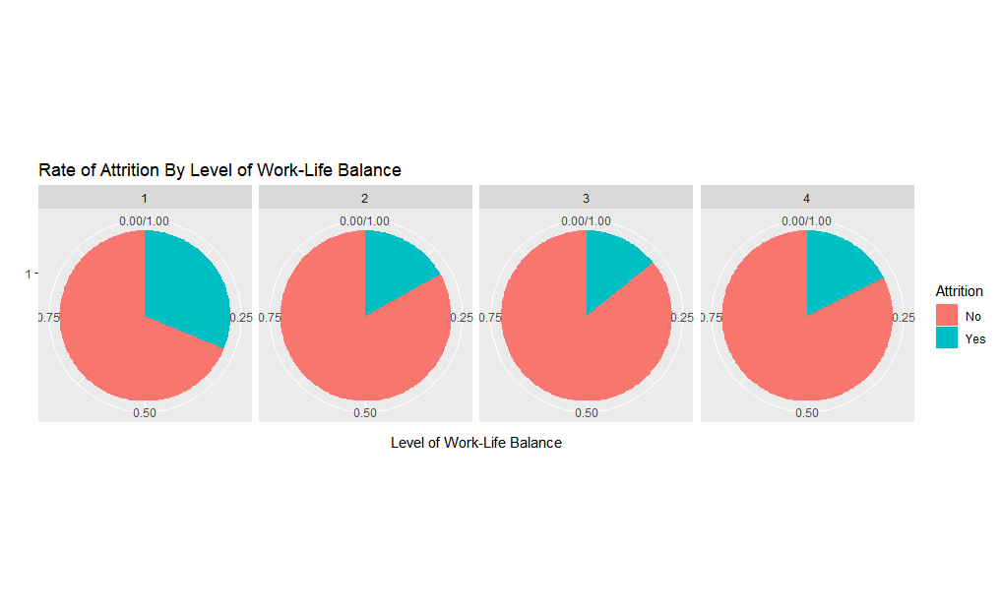 Rate of Attrition By Level of Work-Life Balance
1 2 3 4
0.00/1.00 0.00/1.00 0.00/1.00 0.00/1.00
1
0.75 0.25 0.75 0.25 0.75 0.25 0.75 0.25
0.50 0.50 0.50 0.50
Level of Work-Life Balance
Attrition
No
Yes